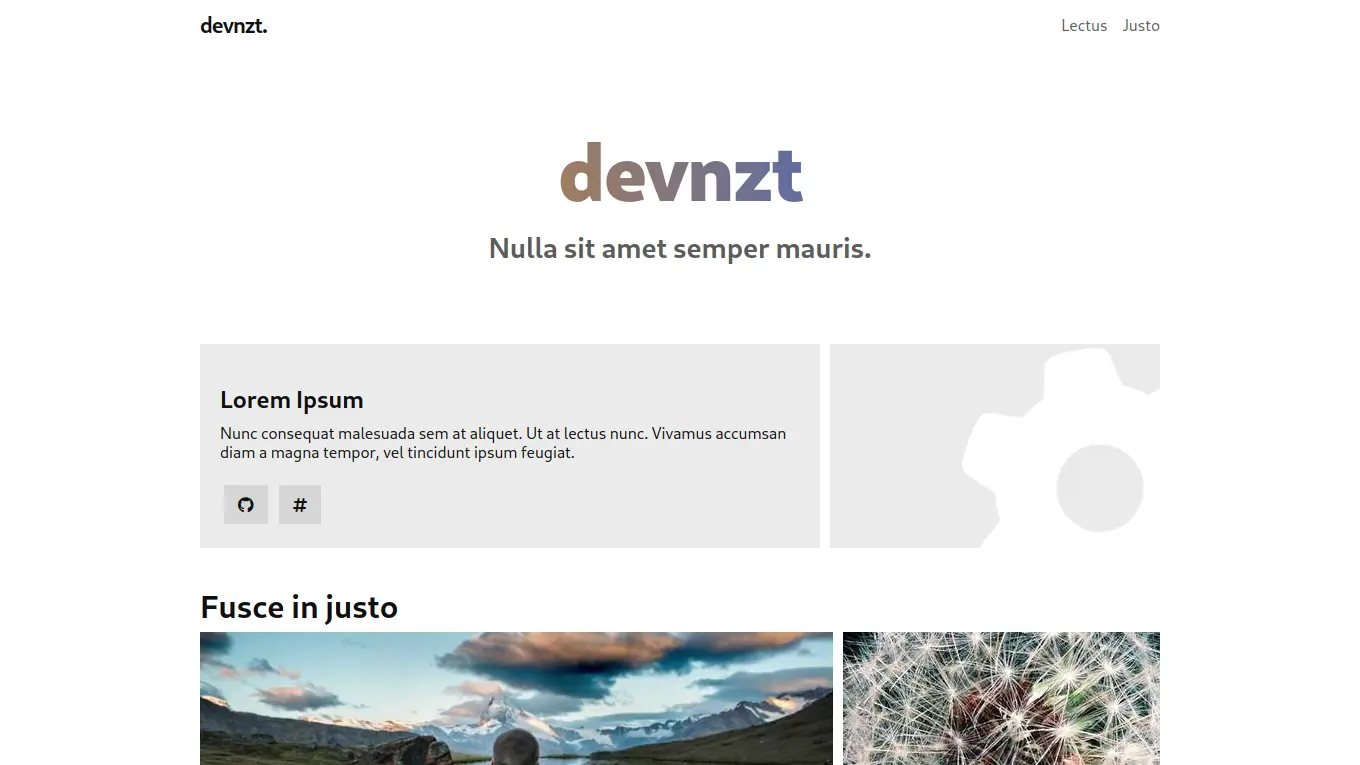 devnzt.
Lectus Justo
devnzt
Nulla sit amet semper mauris.
Lorem Ipsum
Nunc consequat malesuada sem at aliquet. Ut at lectus nunc. Vivamus accumsan
diam a magna tempor, vel tincidunt ipsum feugiat.
#
Fusce in justo